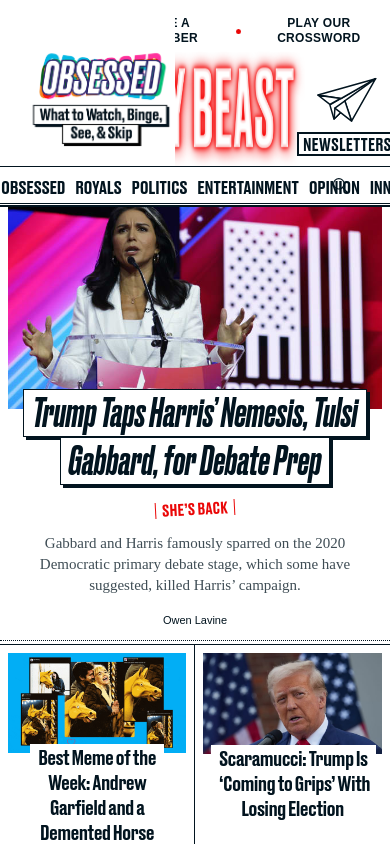 E A
BER
PLAY OUR
CROSSWORD
OBSESSED
What to Watch, Binge,
See, & Skip
Y BEAST
NEWSLETTERS
OBSESSED ROYALS POLITICS ENTERTAINMENT OPINION INN
Trump Taps Harris’ Nemesis, Tulsi
Gabbard, for Debate Prep
SHE’S BACK
Gabbard and Harris famously sparred on the 2020
Democratic primary debate stage, which some have
suggested, killed Harris’ campaign.
Owen Lavine
Best Meme of the
Week: Andrew
Garfield and a
Demented Horse
Scaramucci: Trump Is
‘Coming to Grips’ With
Losing Election